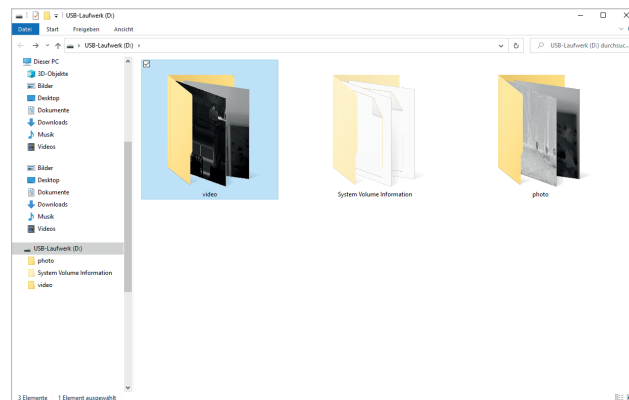 USB-Laufwerk (D:)
Datei Start Freigeben Ansicht
USB-Laufwerk (D:)
USB-Laufwerk (D:) durchsuc...
Dieser PC
3D-Objekte
Bilder
Desktop
Dokumente
Downloads
Musik
Videos
Bilder
Desktop
Dokumente
Downloads
Musik
Videos
USB-Laufwerk (D:)
photo
System Volume Information
video
video
System Volume Information
photo
3 Elemente 1 Element ausgewählt